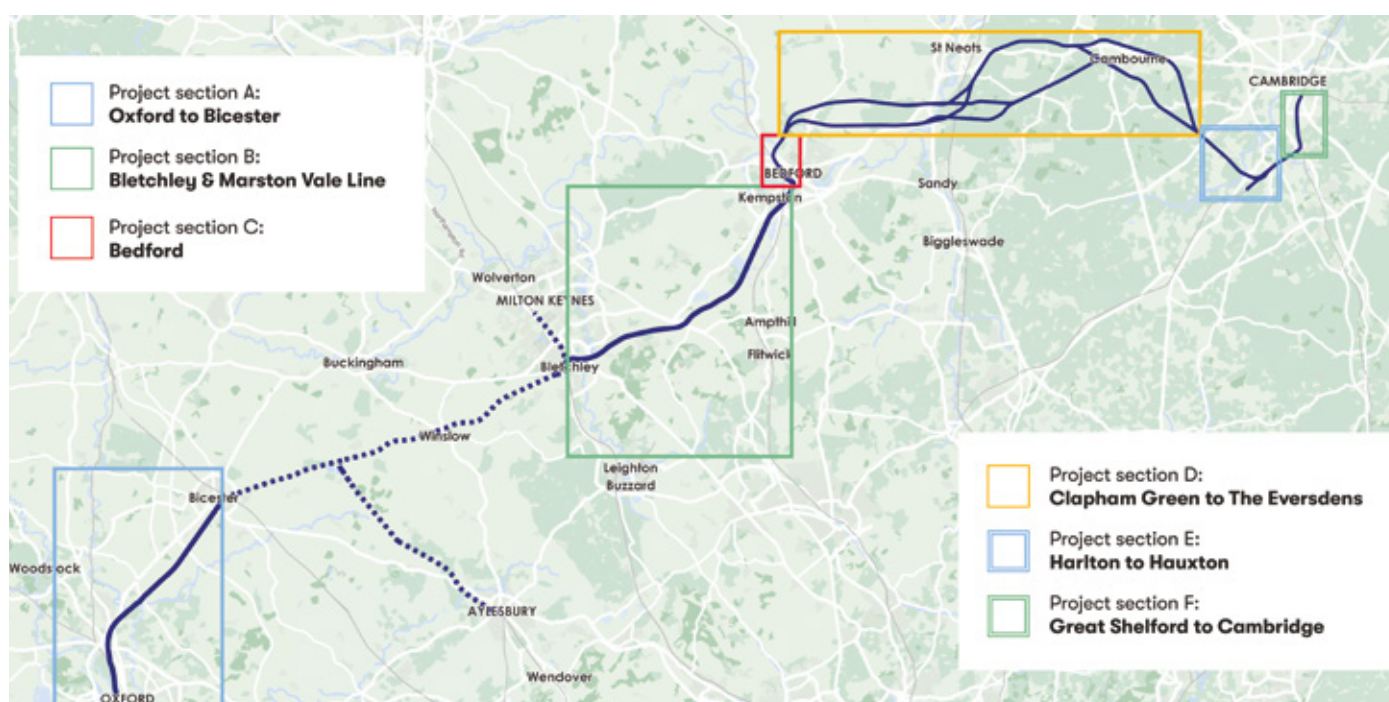 Project section A:
Oxford to Bicester
Project section B:
Bletchley & Marston Vale Line
Project section C:
Bedford
St Neots
Cambourne
CAMBRIDGE
BEDFORD
Kempston
Sandy
Biggleswade
Wolverton
MILTON KEYNES
Ampthill
Flitwick
Buckingham
Bletchley
Winslow
Leighton
Buzzard
Bicester
Woodstock
AYLESBURY
Wendover
OXFORD
Project section D:
Clapham Green to The Eversdens
Project section E:
Harlton to Hauxton
Project section F:
Great Shelford to Cambridge